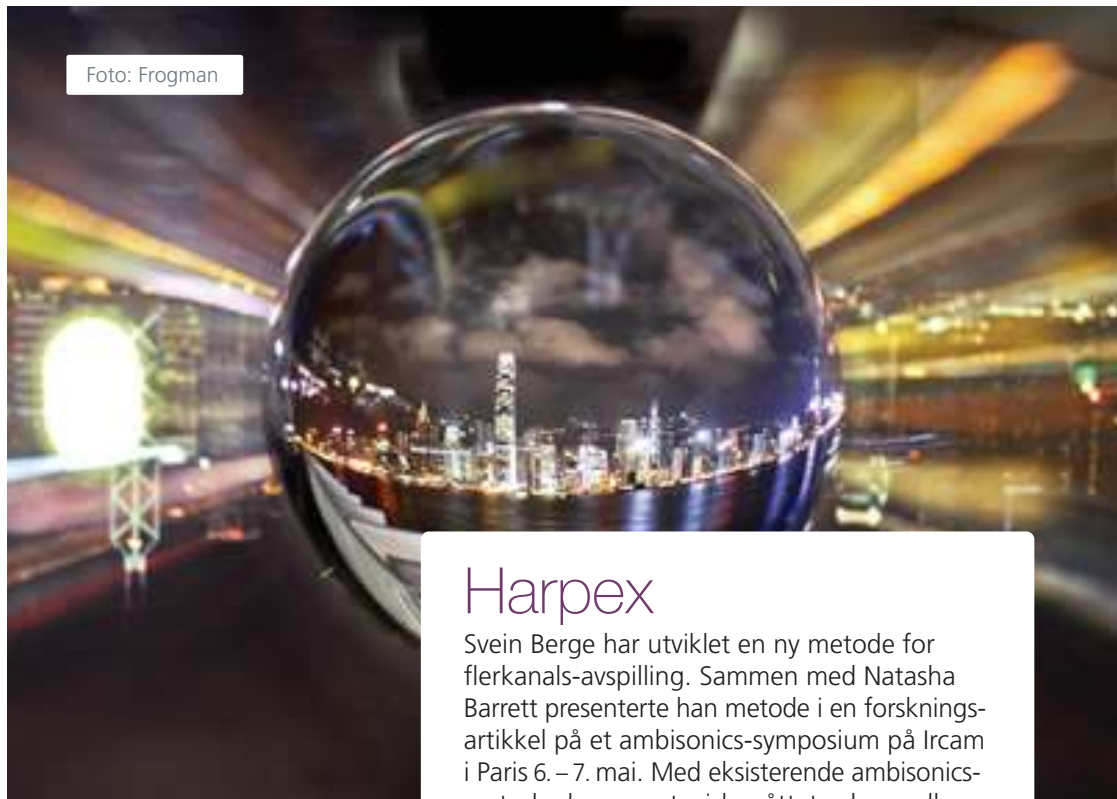 Foto: Frogman
Harpex
Svein Berge har utviklet en ny metode for
flerkanals-avspilling. Sammen med Natasha
Barrett presenterte han metode i en forsknings-
artikkel på et ambisonics-symposium på Ircam
i Paris 6. – 7. mai. Med eksisterende ambisonics-